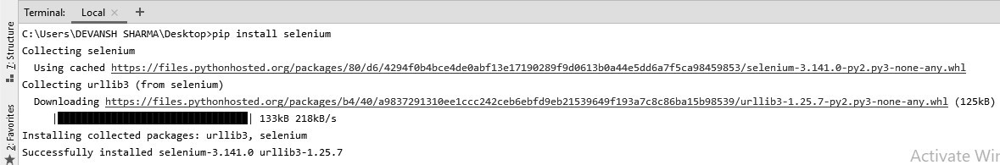 Terminal: Local × +
C:\Users\DEVANSH SHARMA\Desktop>pip install selenium
Collecting selenium
Using cached https://files.pythonhosted.org/packages/80/d6/4294f0b4bce4de0abf13e17190289f9d0613b0a44e5dd6a7f5ca98459853/selenium-3.141.0-py2.py3-none-any.whl
Collecting urllib3 (from selenium)
Downloading https://files.pythonhosted.org/packages/b4/40/a9837291310ee1ccc242ceb6ebfd9eb21539649f193a7c8c86ba15b98539/urllib3-1.25.7-py2.py3-none-any.whl (125kB)
|████████████████████████████████| 133kB 218kB/s
Installing collected packages: urllib3, selenium
Successfully installed selenium-3.141.0 urllib3-1.25.7
7: Structure
2: Favorites
Activate Wi